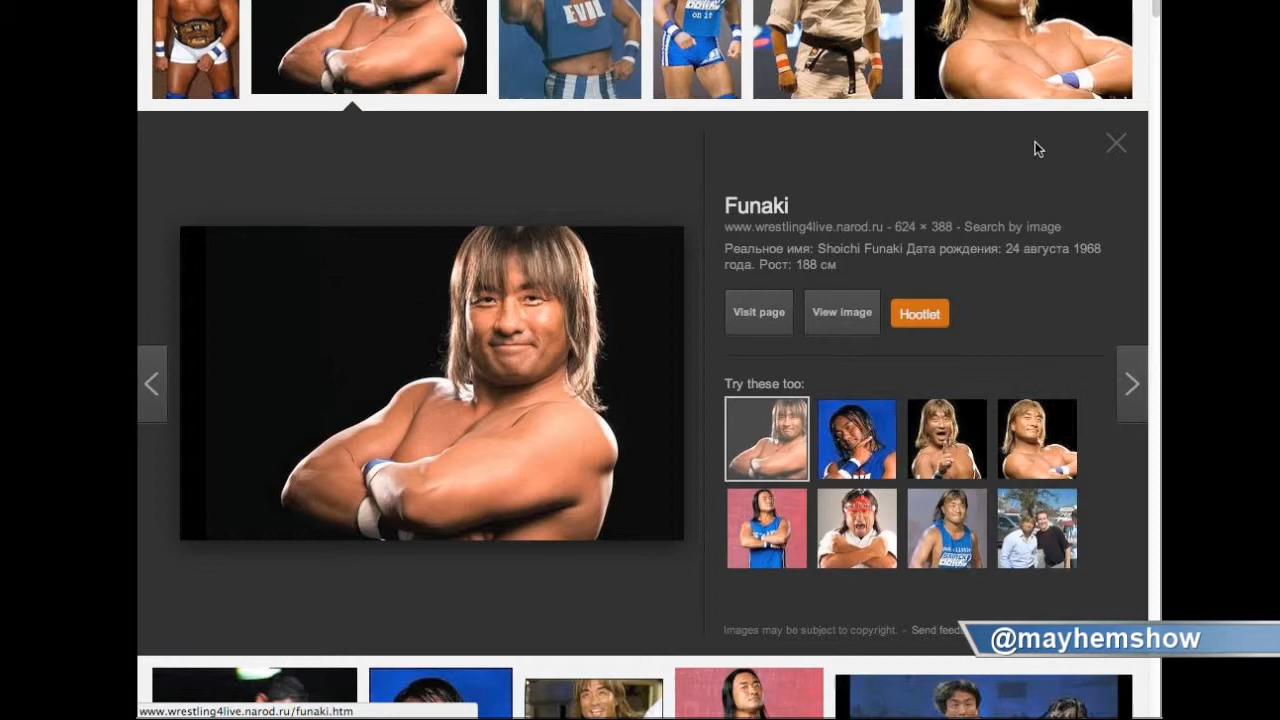 EVIL
on it
Funaki
www.wrestling4live.narod.ru - 624 × 388 - Search by image
Реальное имя: Shoichi Funaki Дата рождения: 24 августа 1968
года. Рост: 188 см
Visit page
View image
Hootlet
Try these too:
Images may be subject to copyright. - Send feed
@mayhemshow
www.wrestling4live.narod.ru/funaki.htm